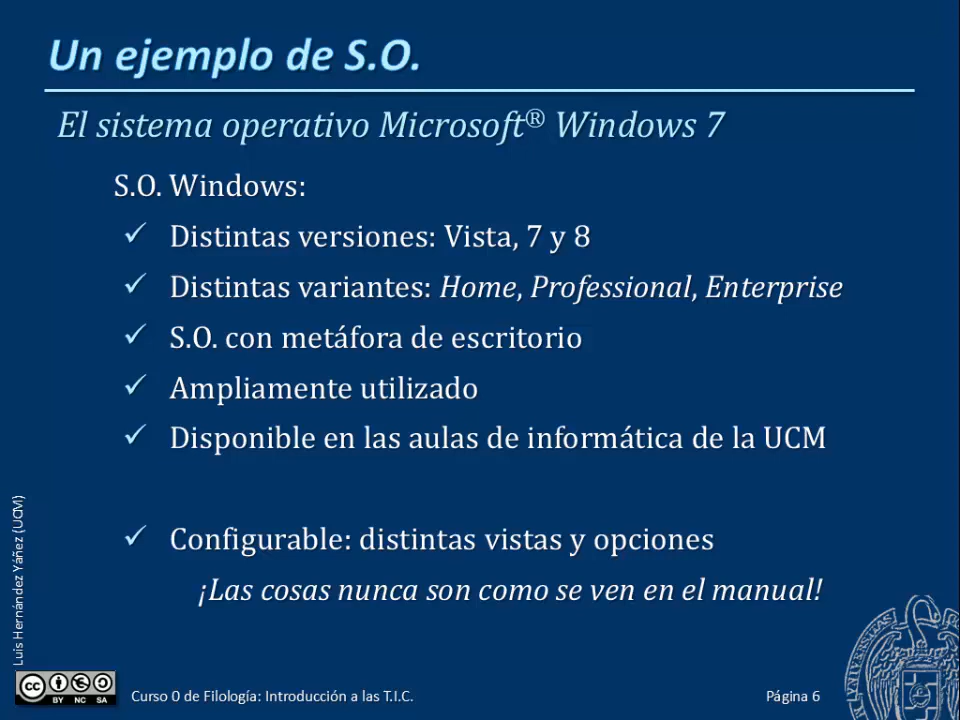 Un ejemplo de S.O.
El sistema operativo Microsoft® Windows 7
S.O. Windows:
✓ Distintas versiones: Vista, 7 y 8
✓ Distintas variantes: Home, Professional, Enterprise
✓ S.O. con metáfora de escritorio
✓ Ampliamente utilizado
✓ Disponible en las aulas de informática de la UCM
✓ Configurable: distintas vistas y opciones
¡Las cosas nunca son como se ven en el manual!
Luis Hernández Yáñez (UCM)
cc BY NC SA
Curso 0 de Filología: Introducción a las T.I.C.
Página 6